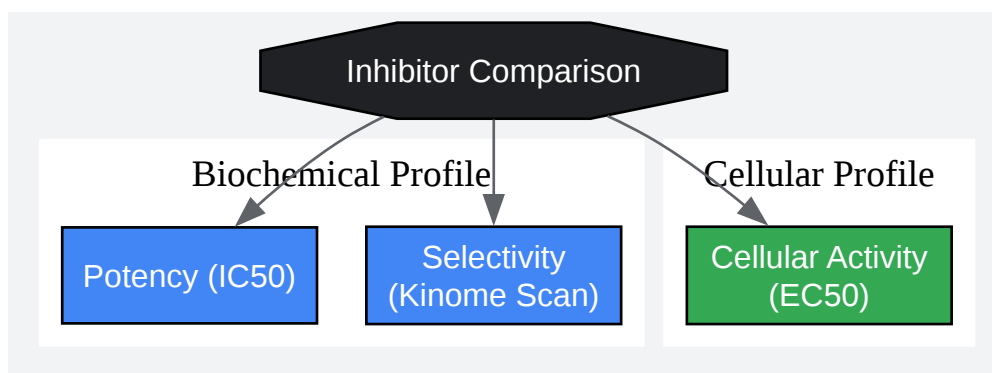 Inhibitor Comparison
Biochemical Profile
Cellular Profile
Potency (IC50)
Selectivity
(Kinome Scan)
Cellular Activity
(EC50)